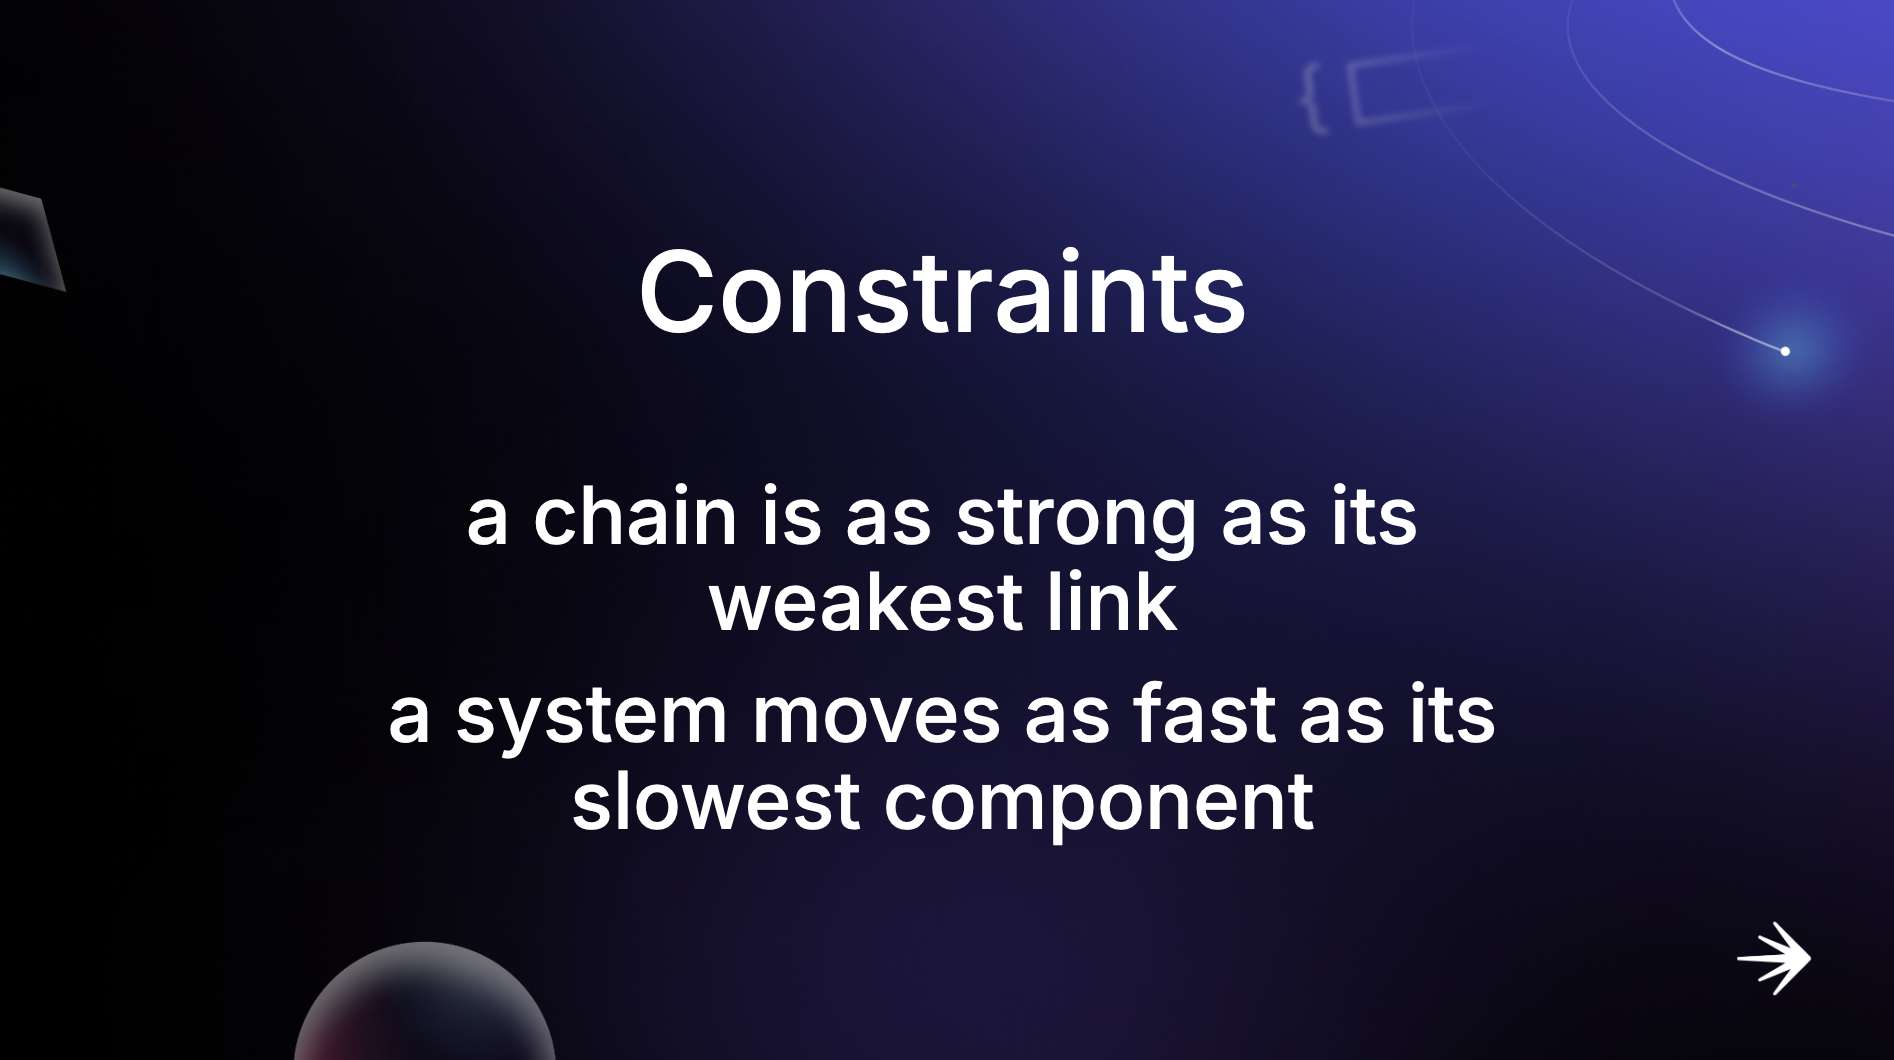 {
Constraints
a chain is as strong as its
weakest link
a system moves as fast as its
slowest component